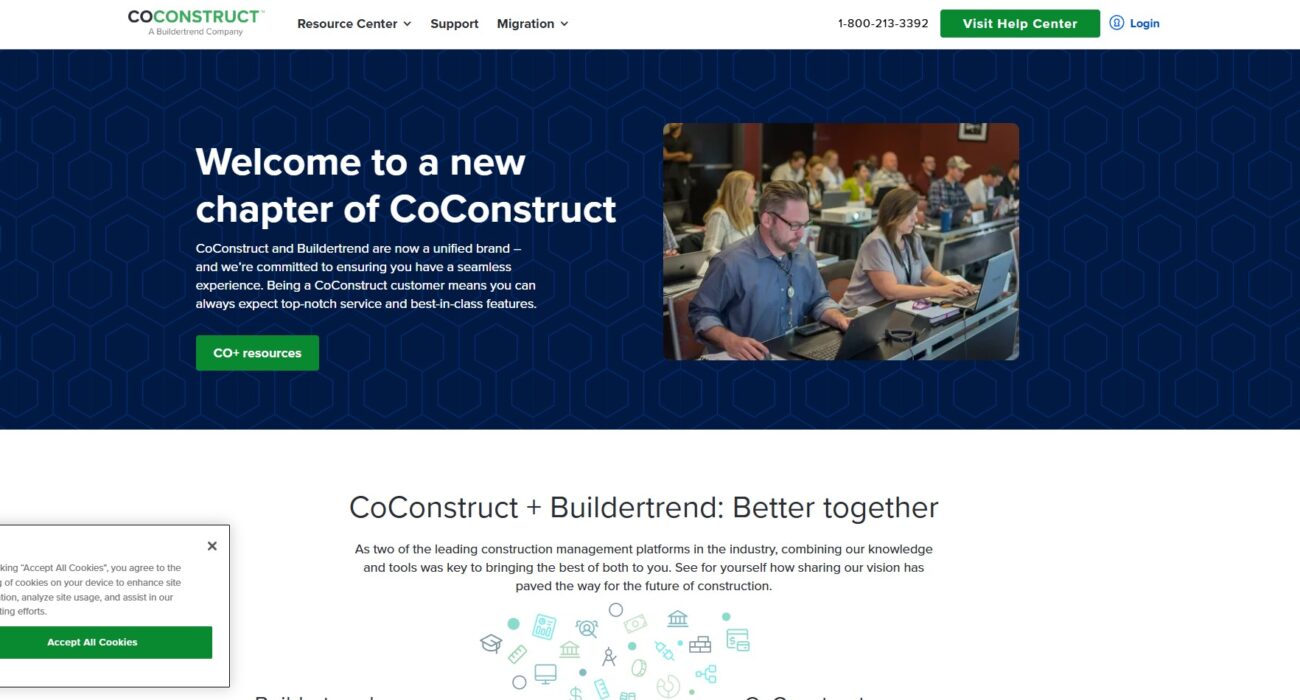 COCONSTRUCT™
A Buildertrend Company
Resource Center
Support
Migration
1-800-213-3392
Visit Help Center
Login
Welcome to a new
chapter of CoConstruct
CoConstruct and Buildertrend are now a unified brand –
and we're committed to ensuring you have a seamless
experience. Being a CoConstruct customer means you can
always expect top-notch service and best-in-class features.
CO+ resources
CoConstruct + Buildertrend: Better together
As two of the leading construction management platforms in the industry, combining our knowledge
and tools was key to bringing the best of both to you. See for yourself how sharing our vision has
paved the way for the future of construction.
king "Accept All Cookies", you agree to the
g of cookies on your device to enhance site
tion, analyze site usage, and assist in our
ting efforts.
Accept All Cookies